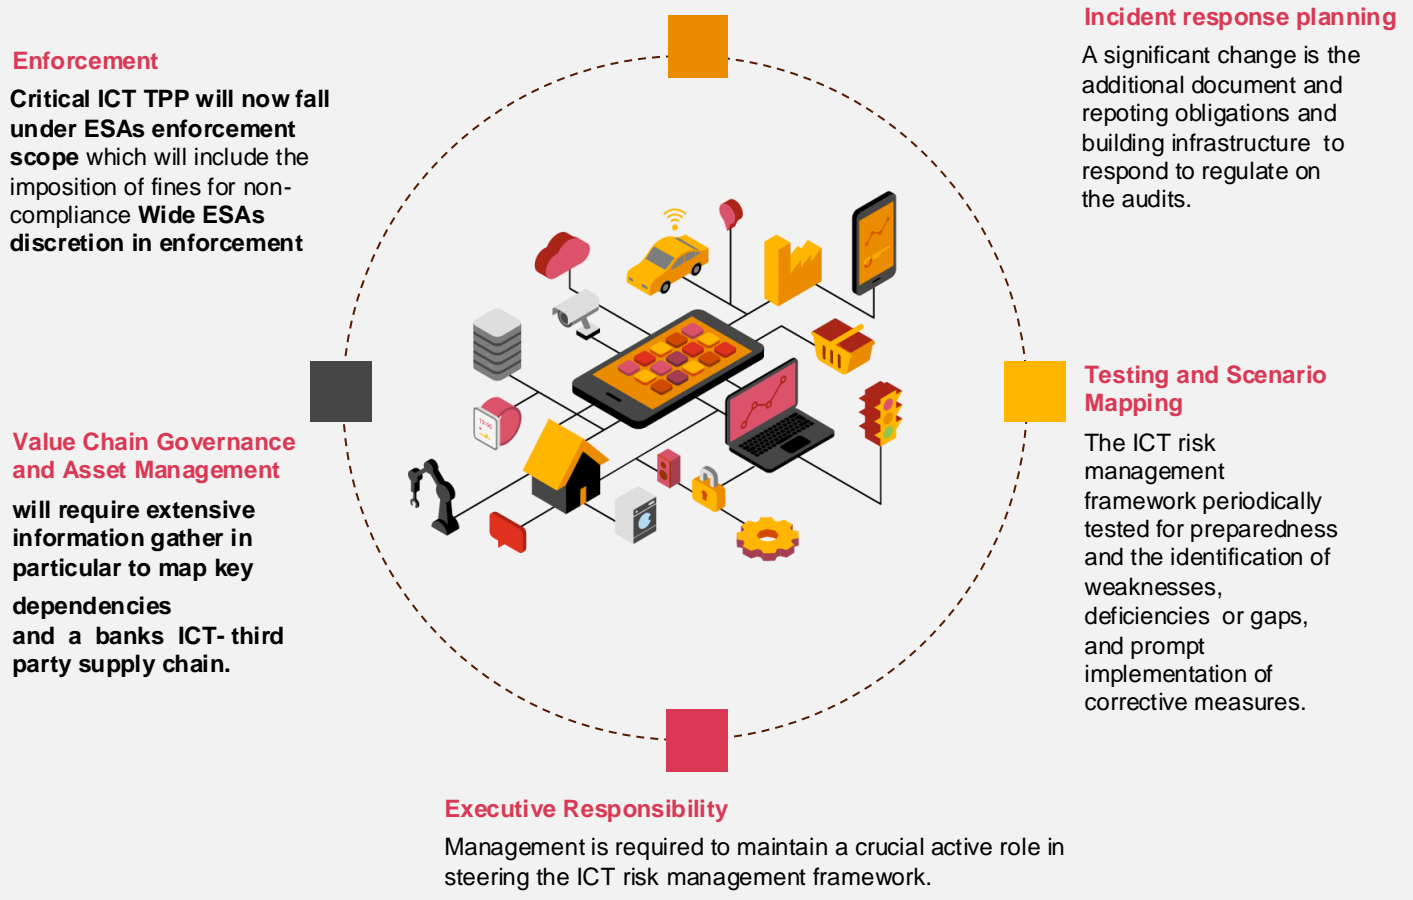 Enforcement
Critical ICT TPP will now fall
under ESAs enforcement
scope which will include the
imposition of fines for non-
compliance Wide ESAs
discretion in enforcement
Value Chain Governance
and Asset Management
will require extensive
information gather in
particular to map key
dependencies
and a banks ICT- third
party supply chain.
Incident response planning
A significant change is the
additional document and
repoting obligations and
building infrastructure to
respond to regulate on
the audits.
Testing and Scenario
Mapping
The ICT risk
management
framework periodically
tested for preparedness
and the identification of
weaknesses,
deficiencies or gaps,
and prompt
implementation of
corrective measures.
Executive Responsibility
Management is required to maintain a crucial active role in
steering the ICT risk management framework.